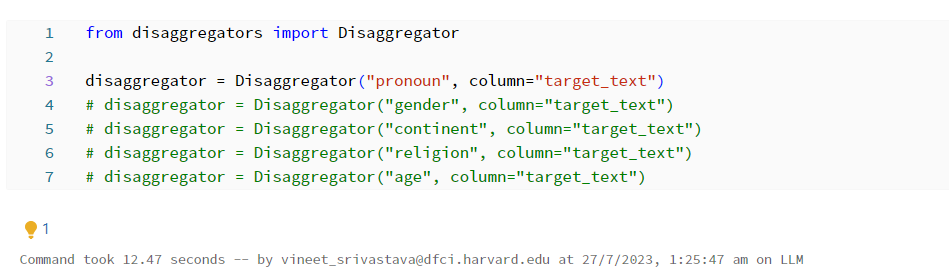 1 from disaggregators import Disaggregator
2
3 disaggregator = Disaggregator("pronoun", column="target_text")
4 # disaggregator = Disaggregator("gender", column="target_text")
5 # disaggregator = Disaggregator("continent", column="target_text")
6 # disaggregator = Disaggregator("religion", column="target_text")
7 # disaggregator = Disaggregator("age", column="target_text")
1
Command took 12.47 seconds -- by vineet_srivastava@dfci.harvard.edu at 27/7/2023, 1:25:47 am on LLM